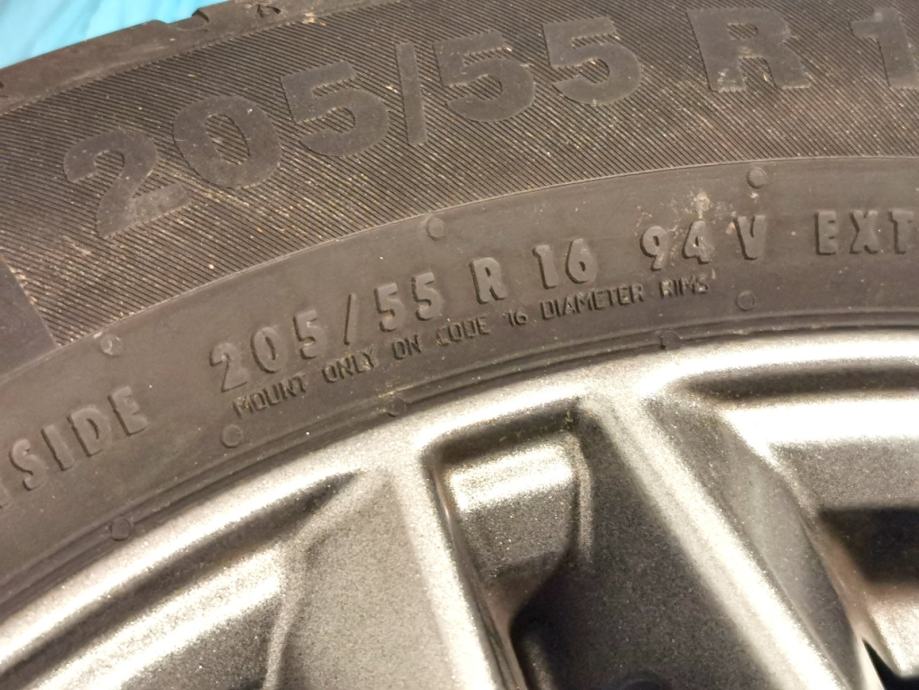 205/55 R 1
SIDE 205/55 R 16 94 V EXT
MOUNT ONLY ON CODE 16 DIAMETER RIMS